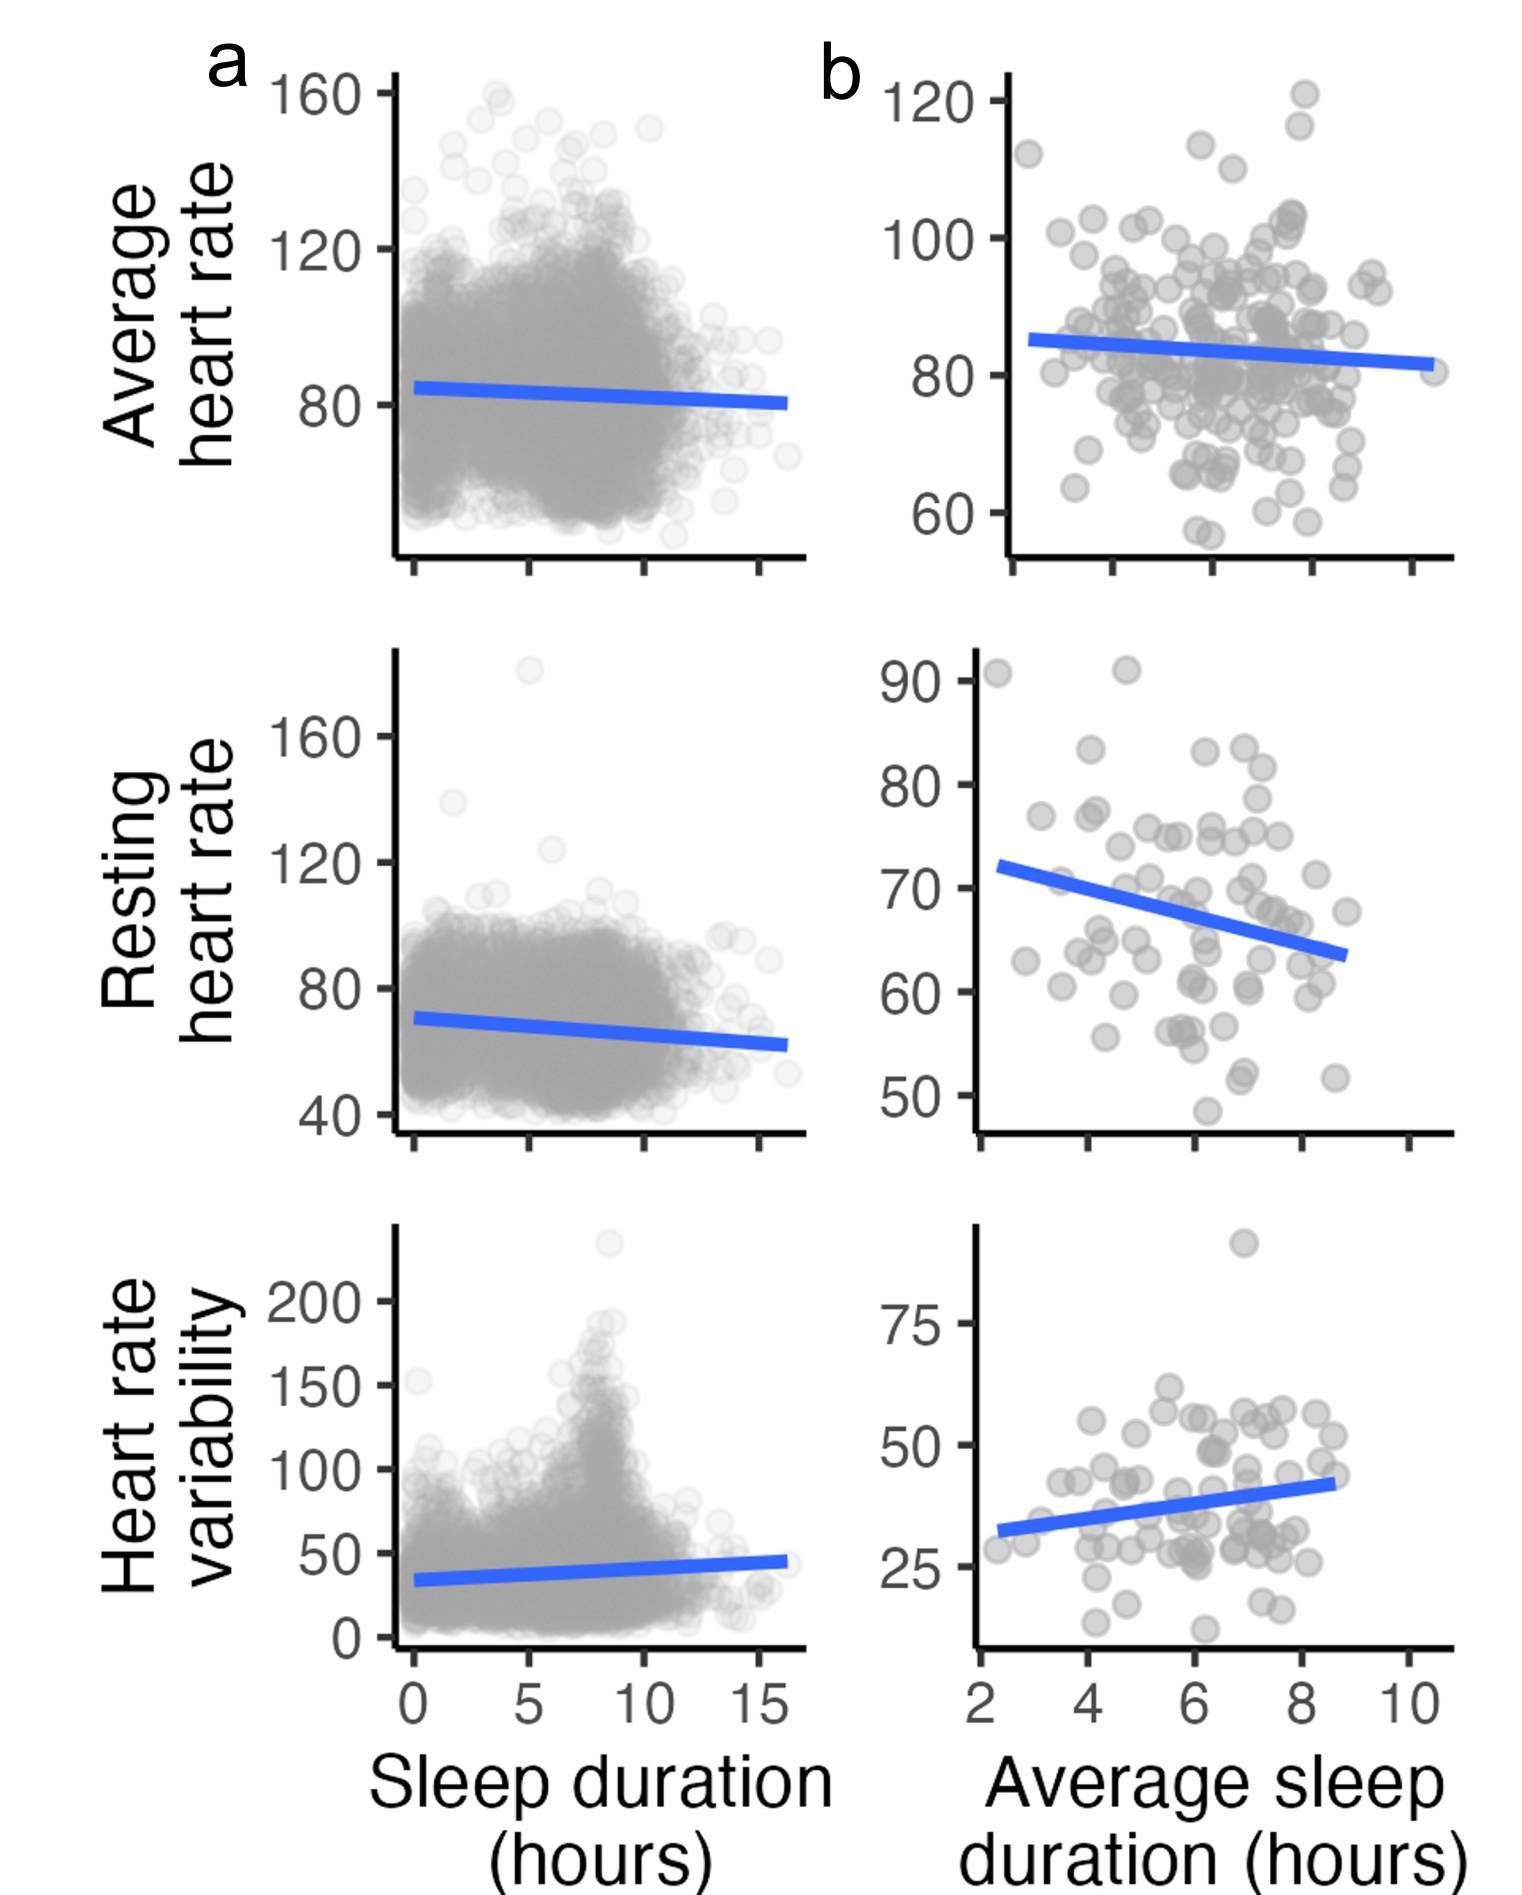 a
b
Average
heart rate
160
120
80
120
100
80
60
Resting
heart rate
160
120
80
40
90
80
70
60
50
Heart rate
variability
200
150
100
50
0
75
50
25
0 5 10 15
2 4 6 8 10
Sleep duration
(hours)
Average sleep
duration (hours)